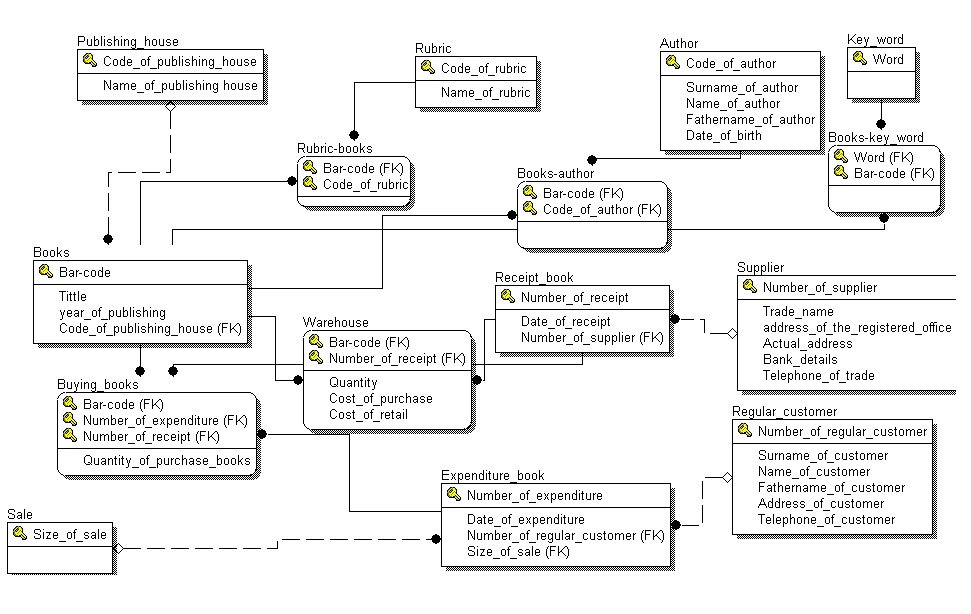 Publishing_house
Code_of_publishing_house
Name_of_publishing house
Rubric
Code_of_rubric
Name_of_rubric
Author
Code_of_author
Surname_of_author
Name_of_author
Fathername_of_author
Date_of_birth
Key_word
Word
Rubric-books
Bar-code (FK)
Code_of_rubric
Books-author
Bar-code (FK)
Code_of_author (FK)
Books-key_word
Word (FK)
Bar-code (FK)
Books
Bar-code
Tittle
year_of_publishing
Code_of_publishing_house (FK)
Receipt_book
Number_of_receipt
Date_of_receipt
Number_of_supplier (FK)
Supplier
Number_of_supplier
Trade_name
address_of_the_registered_office
Actual_address
Bank_details
Telephone_of_trade
Warehouse
Bar-code (FK)
Number_of_receipt (FK)
Quantity
Cost_of_purchase
Cost_of_retail
Buying_books
Bar-code (FK)
Number_of_expenditure (FK)
Number_of_receipt (FK)
Quantity_of_purchase_books
Regular_customer
Number_of_regular_customer
Surname_of_customer
Name_of_customer
Fathername_of_customer
Address_of_customer
Telephone_of_customer
Expenditure_book
Number_of_expenditure
Date_of_expenditure
Number_of_regular_customer (FK)
Size_of_sale (FK)
Sale
Size_of_sale